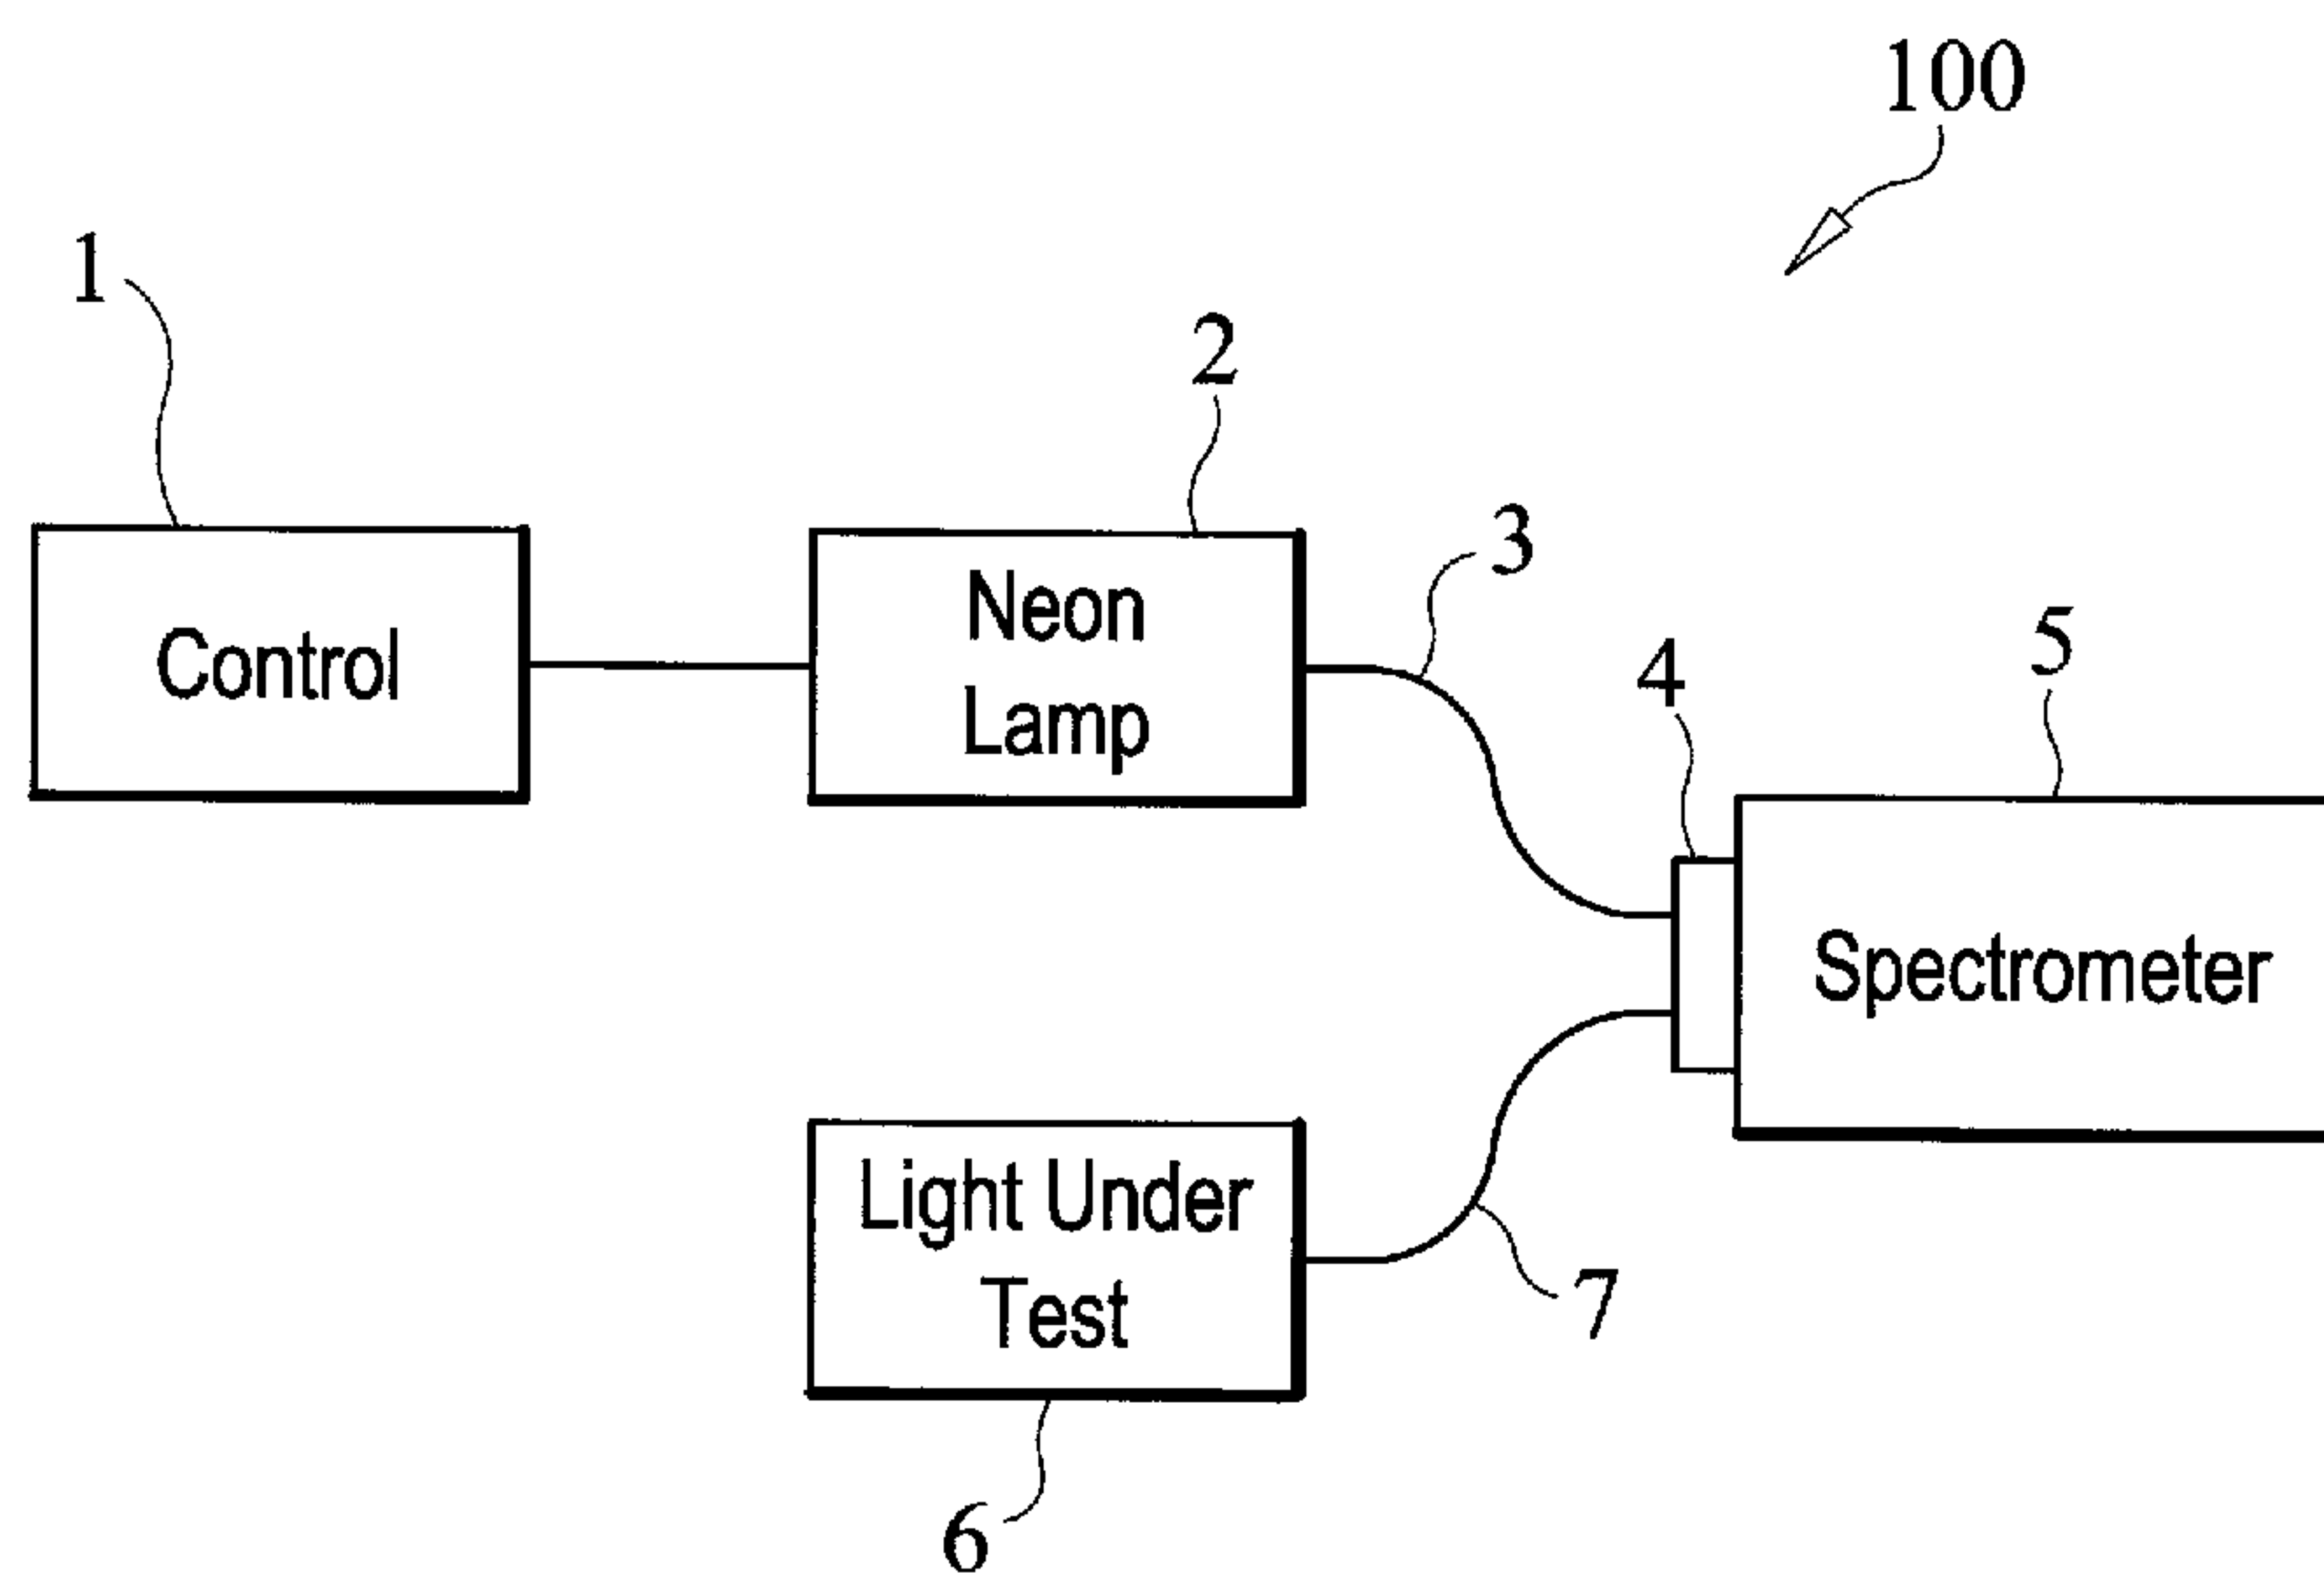 100
1
2
3
Neon
Lamp
Control
4
5
Spectrometer
Light Under
Test
7
6